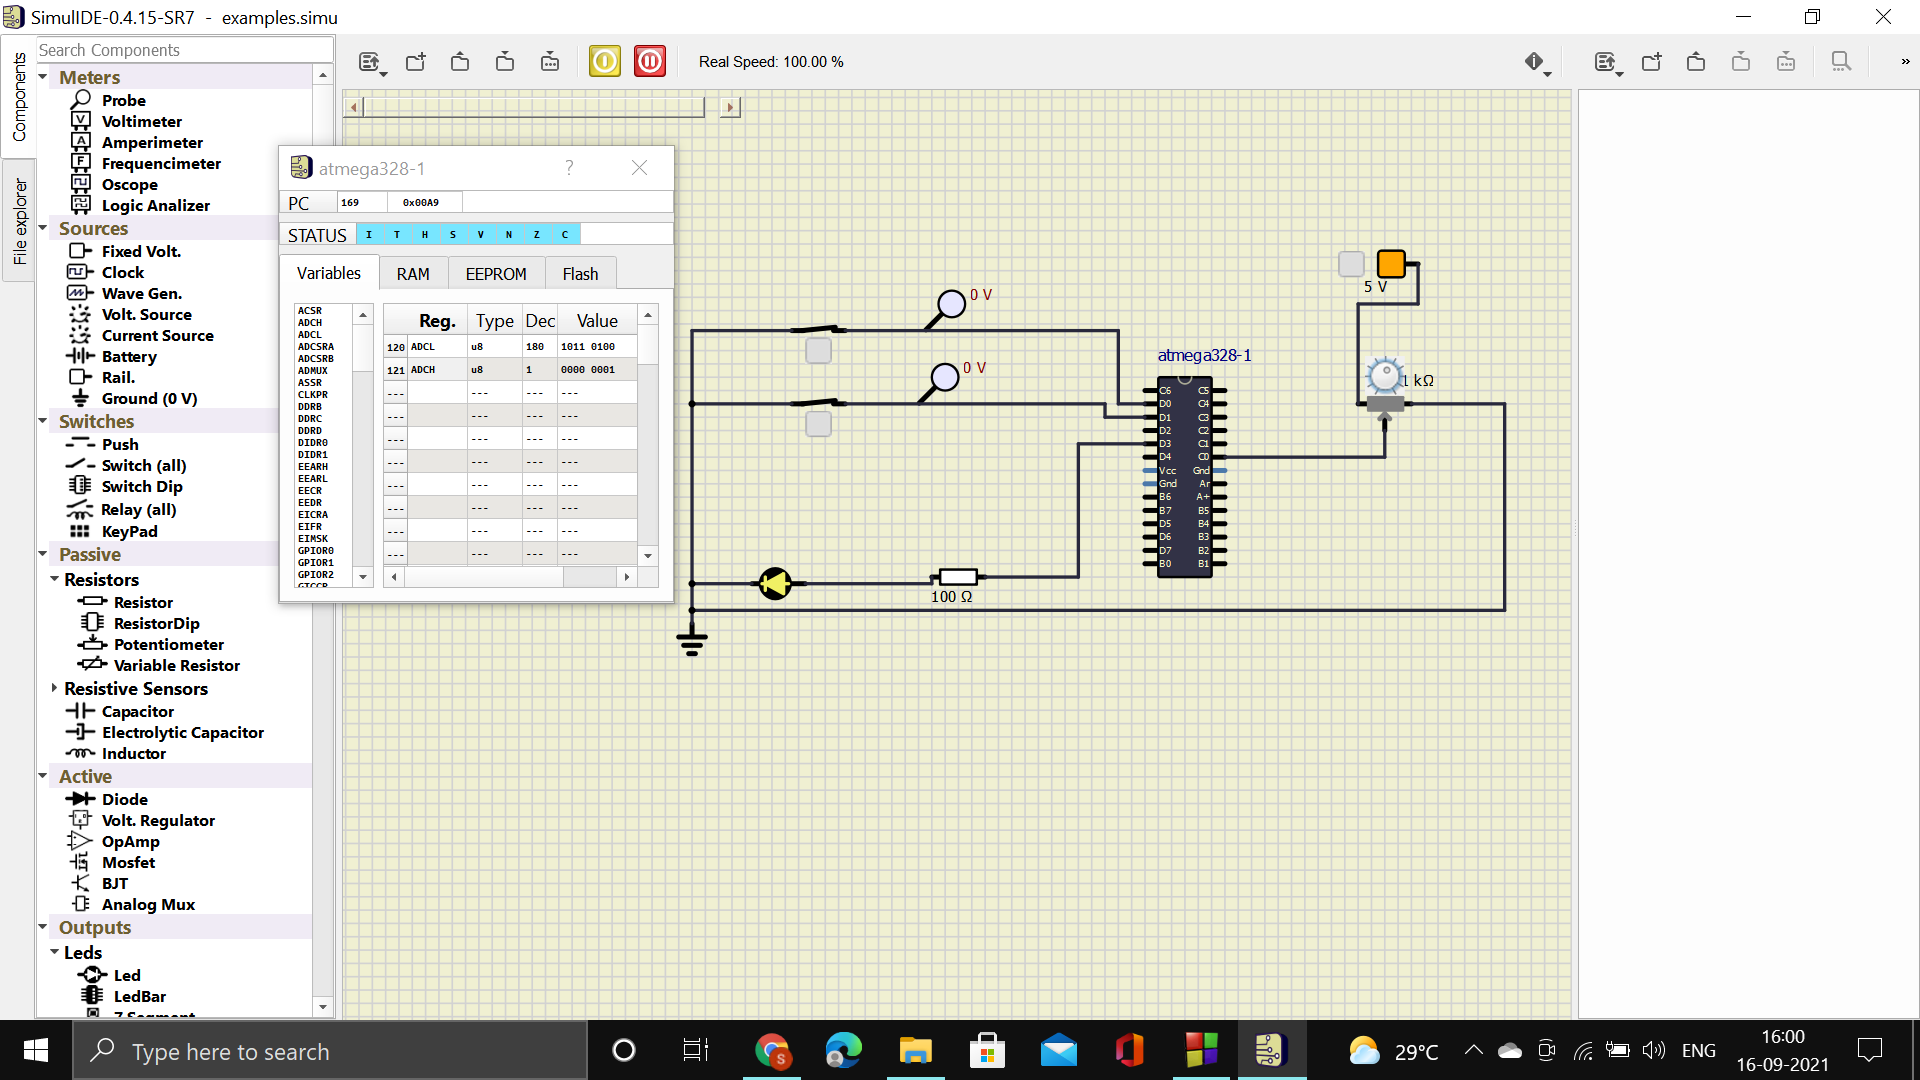 SimulIDE-0.4.15-SR7 - examples.simu
Components
File explorer
Search Components
Meters
Probe
Voltimeter
Amperimeter
Frequencimeter
Oscope
Logic Analizer
Sources
Fixed Volt.
Clock
Wave Gen.
Volt. Source
Current Source
Battery
Rail.
Ground (0 V)
Switches
Push
Switch (all)
Switch Dip
Relay (all)
KeyPad
Passive
Resistors
Resistor
ResistorDip
Potentiometer
Variable Resistor
Resistive Sensors
Capacitor
Electrolytic Capacitor
Inductor
Active
Diode
Volt. Regulator
OpAmp
Mosfet
BJT
Analog Mux
Outputs
Leds
Led
LedBar
7 Segment
Real Speed: 100.00 %
»
atmega328-1 ?
PC 169 0x00A9
STATUS I T H S V N Z C
Variables RAM EEPROM Flash
ACSR
ADCH
ADCL
ADCSRA
ADCSRB
ADMUX
ASSR
CLKPR
DDRB
DDRC
DDRD
DIDR0
DIDR1
EEARH
EEARL
EECR
EEDR
EICRA
EIFR
EIMSK
GPIOR0
GPIOR1
GPIOR2
GTCCR
Reg. Type Dec Value
120 ADCL u8 180 1011 0100
121 ADCH u8 1 0000 0001
--- --- --- ---
--- --- --- ---
--- --- --- ---
--- --- --- ---
--- --- --- ---
--- --- --- ---
--- --- --- ---
--- --- --- ---
0 V
0 V
5 V
1 kΩ
100 Ω
atmega328-1
C6 C5
D0 C4
D1 C3
D2 C2
D3 C1
D4 C0
Vcc Gnd
Gnd Ar
B6 A+
B7 B5
D5 B4
D6 B3
D7 B2
B0 B1
Type here to search
S
29°C
ENG
16:00
16-09-2021